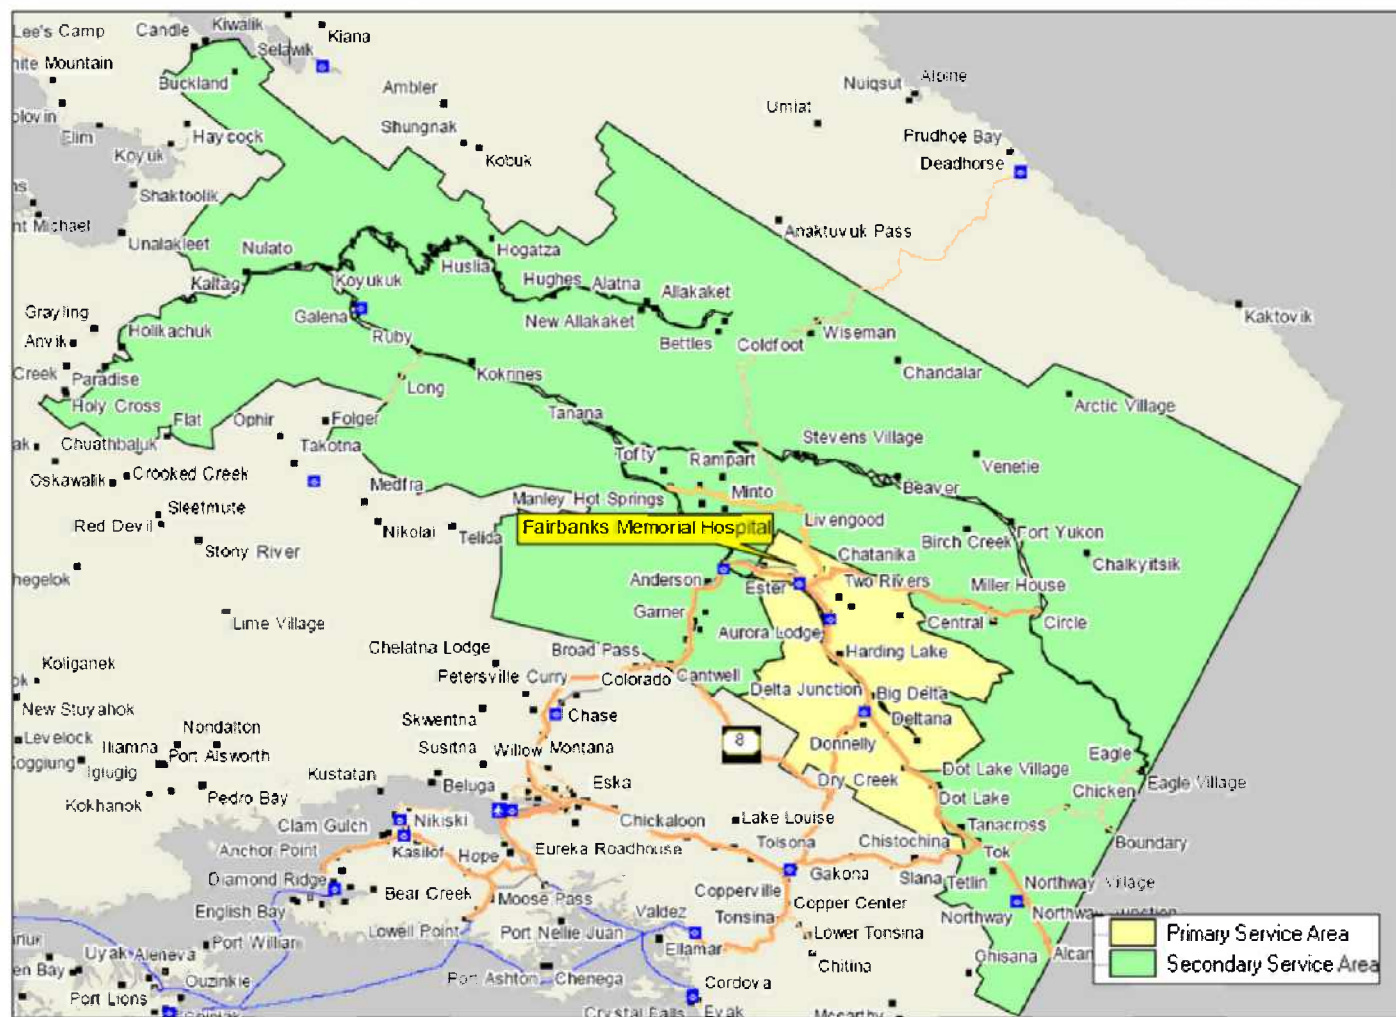 Lee's Camp
Candle
Kiwalik
Kiana
Selawik
Mountain
Buckland
Ambler
Nuiqsut
Alpine
Umiat
Elim
Haycock
Shungnak
Koyuk
Kobuk
Prudhoe Bay
Deadhorse
Shaktoolik
Michael
Unalakleet
Anaktuvuk Pass
Nulato
Hogatza
Koyukuk
Huslia
Kaltag
Hughes
Alatna
Allakaket
Grayling
Galena
New Allakaket
Kaktovik
Holikachuk
Ruby
Bettles
Coldfoot
Wiseman
Anvik
Creek
Paradise
Kokrines
Chandalar
Long
Holy Cross
Arctic Village
Flat
Ophir
Folger
Tanana
Chuathbaluk
Takotna
Stevens Village
Tofty
Rampart
Venetie
Oskawalik
Crooked Creek
Medfra
Minto
Beaver
Sleetmute
Manley Hot Springs
Red Devil
Nikolai
Telida
Fairbanks Memorial Hospital
Livengood
Fort Yukon
Birch Creek
Stony River
Chatanika
Chalkyitsik
Anderson
Ester
Two Rivers
Miller House
Lime Village
Garner
Aurora Lodge
Central
Circle
Chelatna Lodge
Broad Pass
Harding Lake
Koliganek
Petersville
Curry
Colorado
Cantwell
Delta Junction
Big Delta
New Stuyahok
Nondalton
Skwentna
Chase
Deltana
Levelock
Iliamna
Port Alsworth
Susitna
Willow
Montana
8
Donnelly
Eagle
Koggiung
Igiugig
Kustatan
Beluga
Eska
Dry Creek
Dot Lake Village
Eagle Village
Kokhanok
Pedro Bay
Dot Lake
Chicken
Clam Gulch
Nikiski
Chickaloon
Lake Louise
Tanacross
Boundary
Anchor Point
Kasilof
Hope
Eureka Roadhouse
Tolsona
Chistochina
Tok
Diamond Ridge
Bear Creek
Gakona
Slana
Tetlin
Northway Village
English Bay
Moose Pass
Copperville
Copper Center
Valdez
Tonsina
Northway
Northway Junction
Lowell Point
Port Nellie Juan
Lower Tonsina
Primary Service Area
Uyak
Aleneva
Ellamar
Chitina
Ghisana
Alcan
Secondary Service Area
Ouzinkie
Port Ashton
Chenega
Cordova
Port Lions
Crystal Falls
Eyak